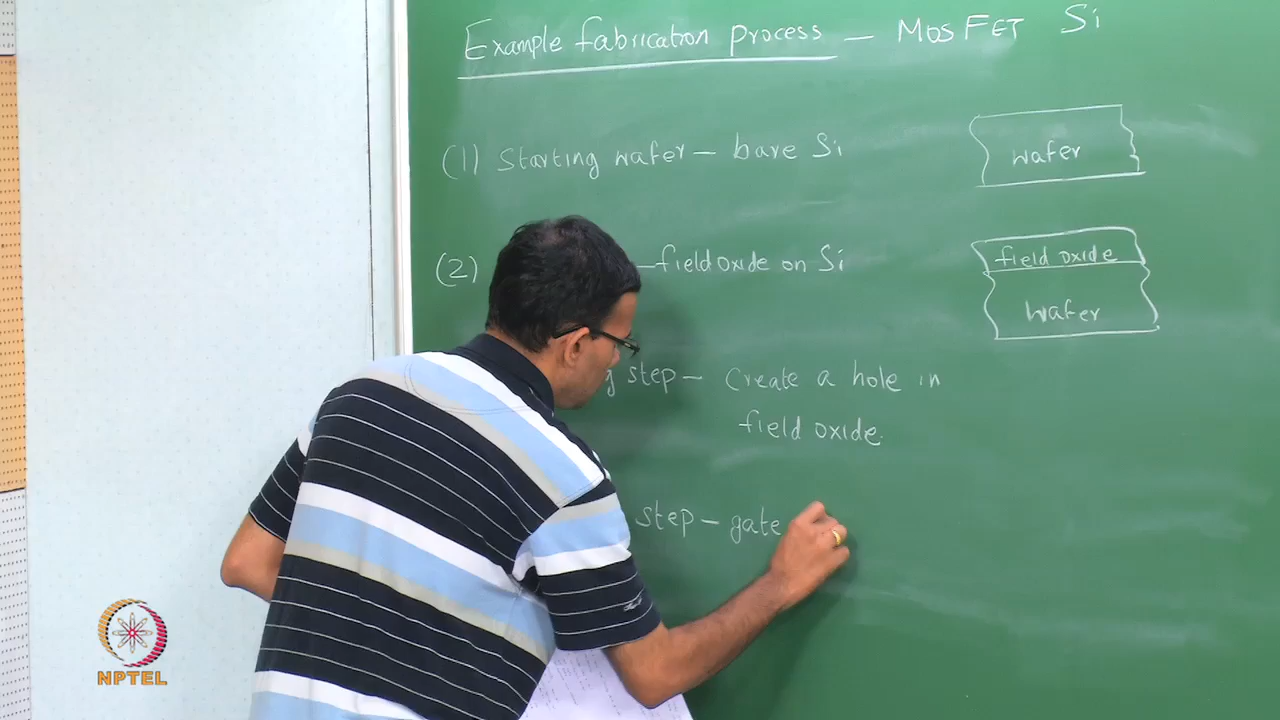 Example fabrication process – MOSFET Si
(1) Starting wafer – bare Si
wafer
(2) – field oxide on Si
field oxide
wafer
step – Create a hole in
field oxide.
step – gate
NPTEL